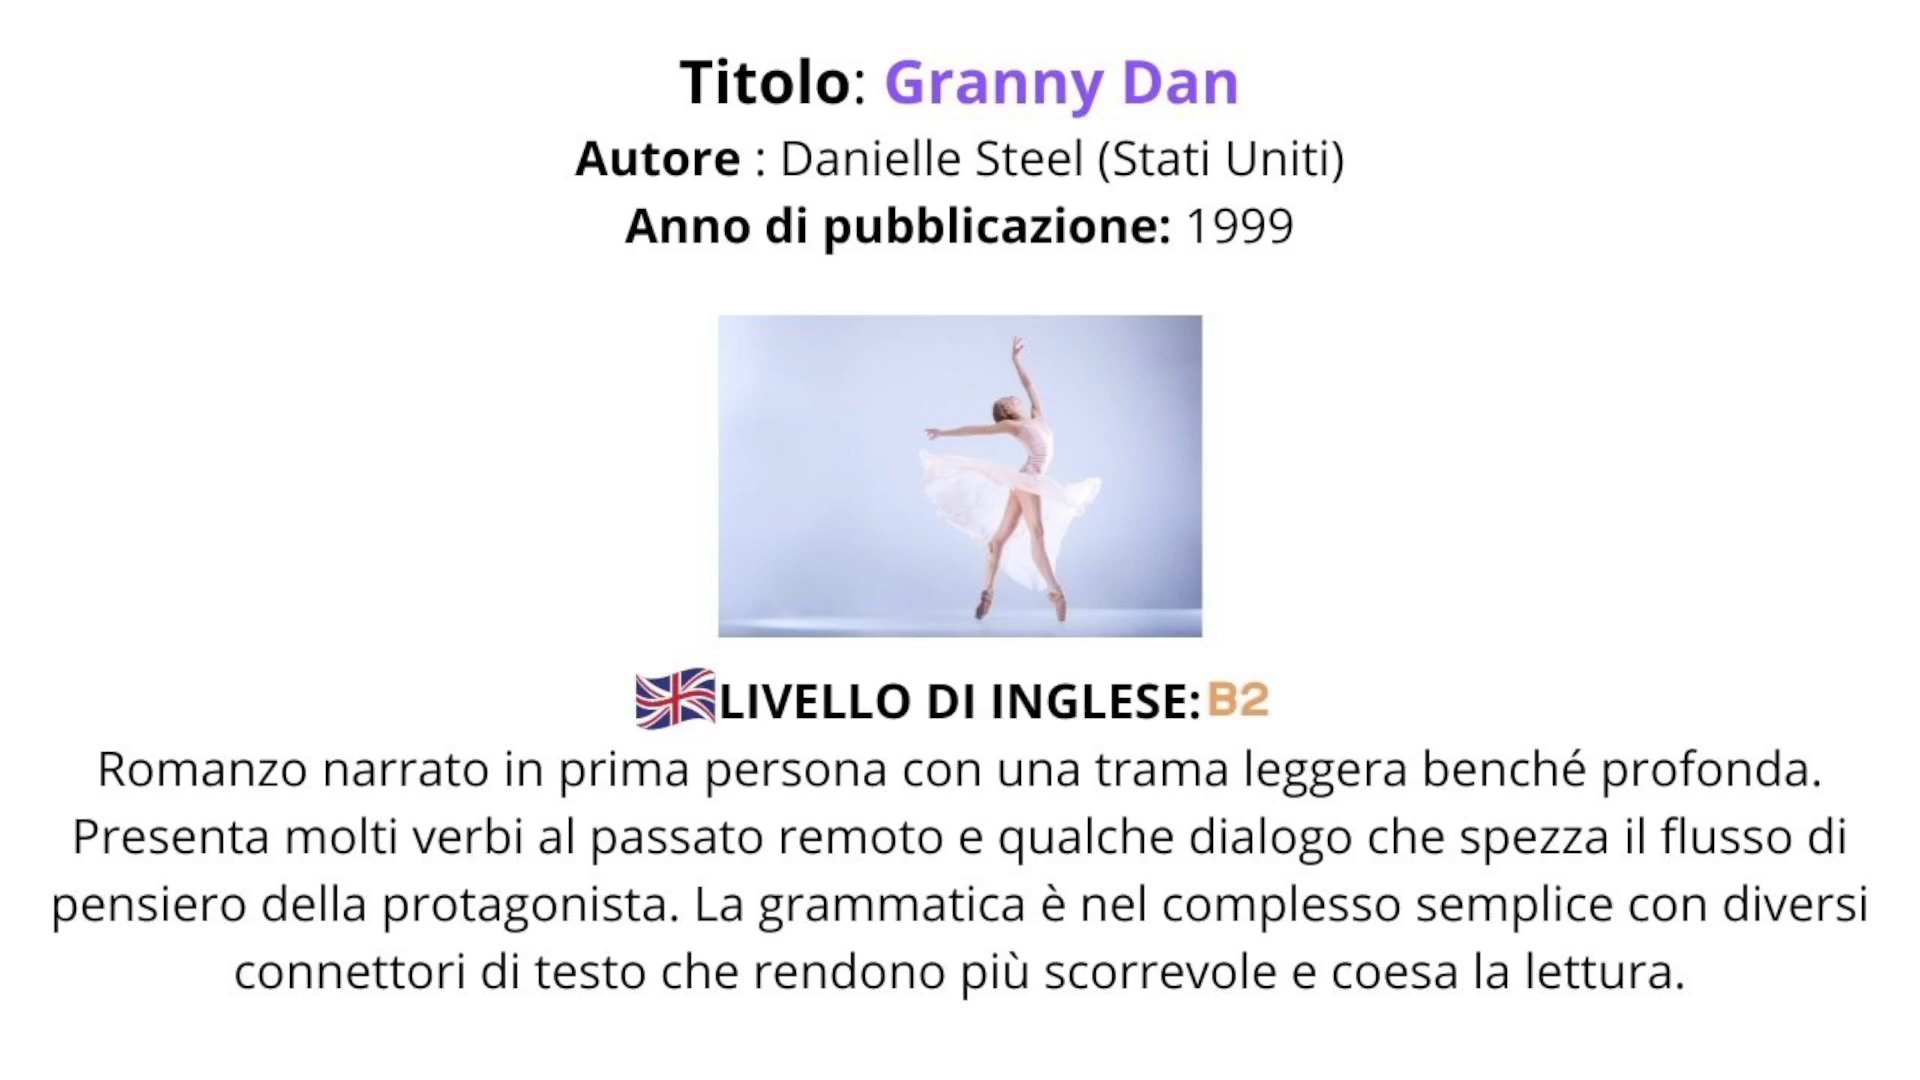 Titolo: Granny Dan
Autore : Danielle Steel (Stati Uniti)
Anno di pubblicazione: 1999
LIVELLO DI INGLESE: B2
Romanzo narrato in prima persona con una trama leggera benché profonda.
Presenta molti verbi al passato remoto e qualche dialogo che spezza il flusso di
pensiero della protagonista. La grammatica è nel complesso semplice con diversi
connettori di testo che rendono più scorrevole e coesa la lettura.